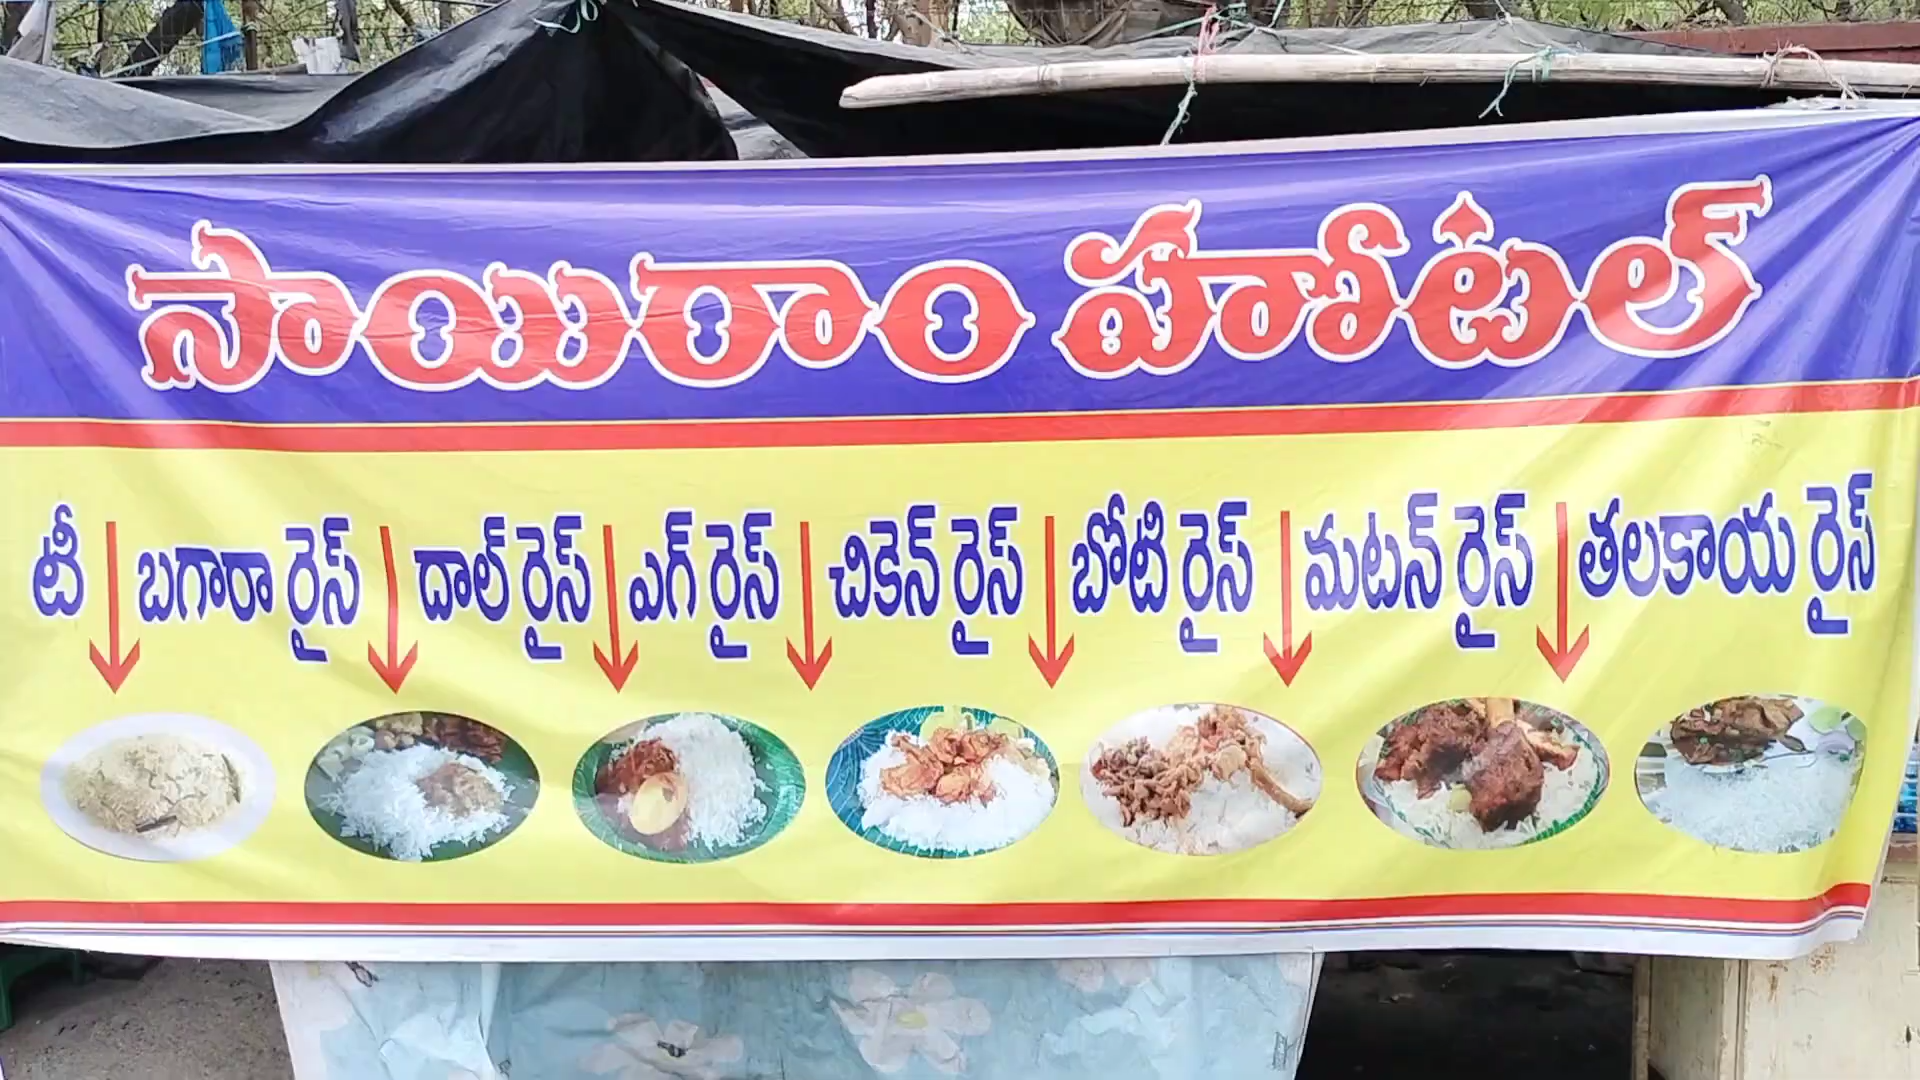 సాయిరాం హోటల్
టీ బగారా రైస్ దాల్ రైస్ ఎగ్ రైస్ చికెన్ రైస్ బోటి రైస్ మటన్ రైస్ తలకాయ రైస్